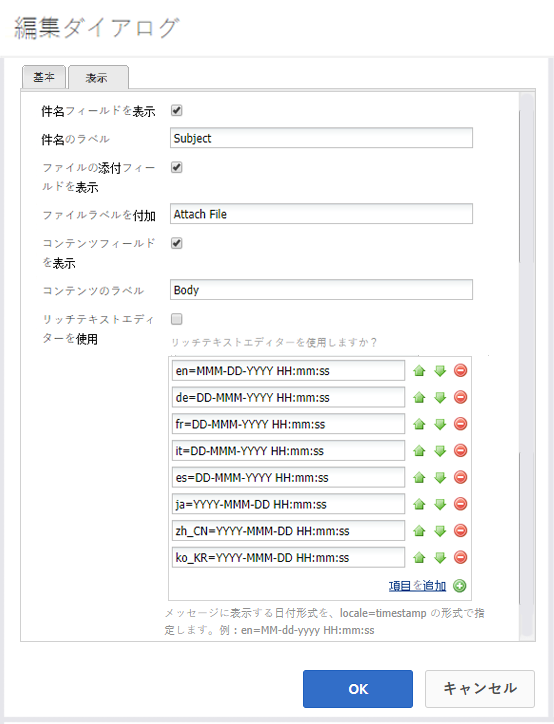 編集ダイアログ
基本 表示
件名フィールドを表示
件名のラベル Subject
ファイルの添付フィー
ルドを表示
ファイルラベルを付加 Attach File
コンテンツフィールド
を表示
コンテンツのラベル Body
リッチテキストエディ
ターを使用
リッチテキストエディターを使用しますか？
en=MMM-DD-YYYY HH:mm:ss
de=DD-MMM-YYYY HH:mm:ss
fr=DD-MMM-YYYY HH:mm:ss
it=DD-MMM-YYYY HH:mm:ss
es=DD-MMM-YYYY HH:mm:ss
ja=YYYY-MMM-DD HH:mm:ss
zh_CN=YYYY-MMM-DD HH:mm:ss
ko_KR=YYYY-MMM-DD HH:mm:ss
項目を追加
メッセージに表示する日付形式を、locale=timestamp の形式で指
定します。例：en=MM-dd-yyyy HH:mm:ss
OK キャンセル